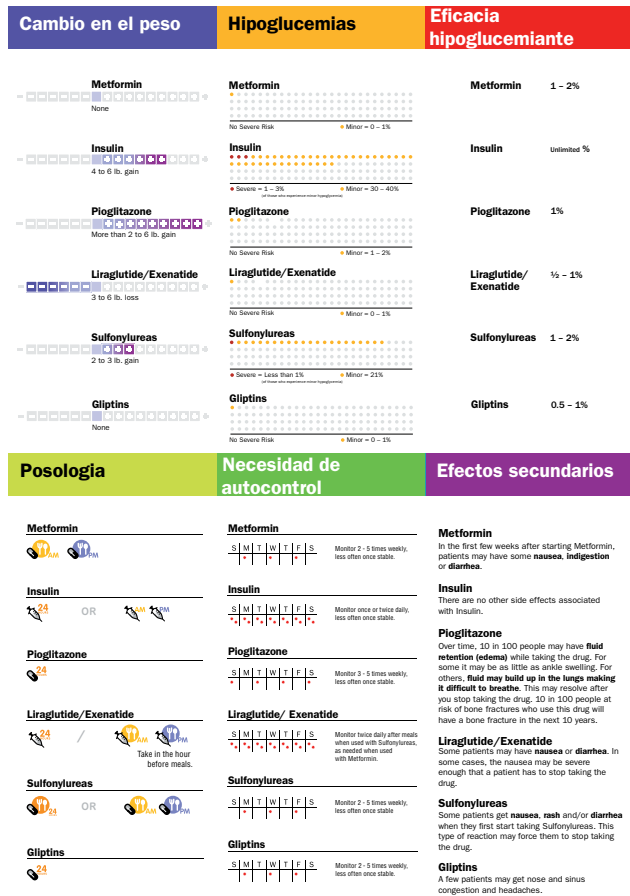 Cambio en el peso
Metformin
None
Insulin
4 to 6 lb. gain
Pioglitazone
More than 2 to 6 lb. gain
Liraglutide/Exenatide
3 to 6 lb. loss
Sulfonylureas
2 to 3 lb. gain
Gliptins
None
Hipoglucemias
Metformin
No Severe Risk
Minor = 0 – 1%
Insulin
Severe = 1 – 3%
Minor = 30 – 40%
(of those who experience minor hypoglycemia)
Pioglitazone
No Severe Risk
Minor = 1 – 2%
Liraglutide/Exenatide
No Severe Risk
Minor = 0 – 1%
Sulfonylureas
Severe = Less than 1%
Minor = 21%
(of those who experience minor hypoglycemia)
Gliptins
No Severe Risk
Minor = 0 – 1%
Eficacia
hipoglucemiante
Metformin 1 – 2%
Insulin Unlimited %
Pioglitazone 1%
Liraglutide/ ½ – 1%
Exenatide
Sulfonylureas 1 – 2%
Gliptins 0.5 – 1%
Posologia
Metformin
AM PM
Insulin
24 OR AM PM
Pioglitazone
24
Liraglutide/Exenatide
24 / AM PM
Take in the hour
before meals.
Sulfonylureas
24 OR AM PM
Gliptins
24
Necesidad de
autocontrol
Metformin
S M T W T F S
Monitor 2 - 5 times weekly,
less often once stable.
Insulin
S M T W T F S
Monitor once or twice daily,
less often once stable.
Pioglitazone
S M T W T F S
Monitor 3 - 5 times weekly,
less often once stable.
Liraglutide/ Exenatide
S M T W T F S
Monitor twice daily after meals
when used with Sulfonylureas,
as needed when used
with Metformin.
Sulfonylureas
S M T W T F S
Monitor 2 - 5 times weekly,
less often once stable.
Gliptins
S M T W T F S
Monitor 2 - 5 times weekly,
less often once stable.
Efectos secundarios
Metformin
In the first few weeks after starting Metformin,
patients may have some nausea, indigestion
or diarrhea.
Insulin
There are no other side effects associated
with Insulin.
Pioglitazone
Over time, 10 in 100 people may have fluid
retention (edema) while taking the drug. For
some it may be as little as ankle swelling. For
others, fluid may build up in the lungs making
it difficult to breathe. This may resolve after
you stop taking the drug. 10 in 100 people at
risk of bone fractures who use this drug will
have a bone fracture in the next 10 years.
Liraglutide/Exenatide
Some patients may have nausea or diarrhea. In
some cases, the nausea may be severe
enough that a patient has to stop taking the
drug.
Sulfonylureas
Some patients get nausea, rash and/or diarrhea
when they first start taking Sulfonylureas. This
type of reaction may force them to stop taking
the drug.
Gliptins
A few patients may get nose and sinus
congestion and headaches.